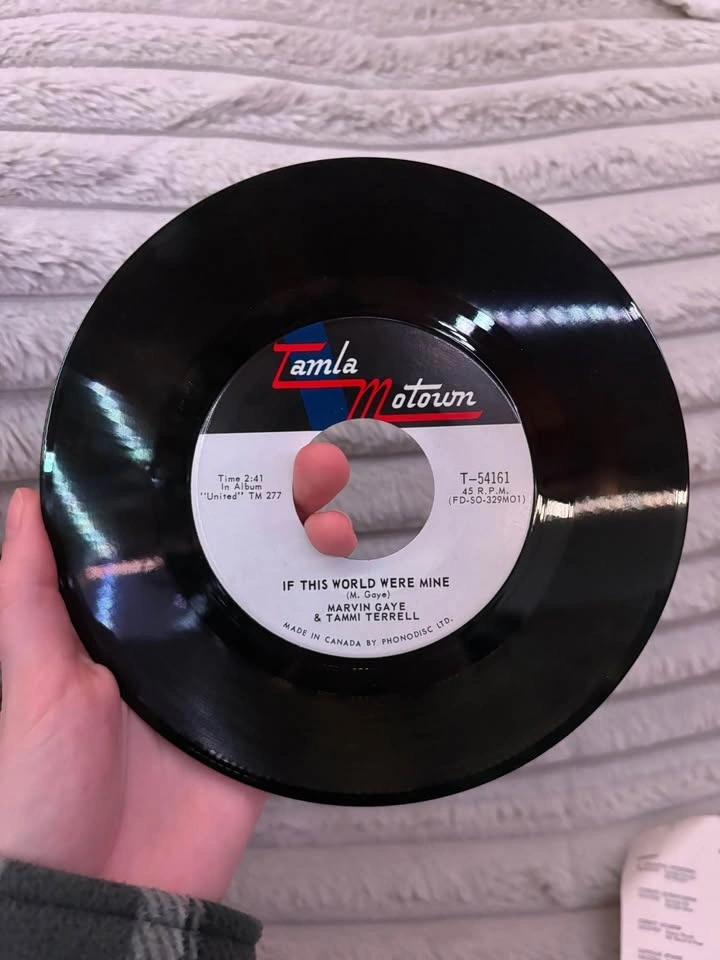 Tamla
Motown
Time 2:41
In Album
"United" TM 277
T-54161
45 R.P.M.
(FD-SO-329MO1)
IF THIS WORLD WERE MINE
(M. Gaye)
MARVIN GAYE
& TAMMI TERRELL
MADE IN CANADA BY PHONODISC LTD.